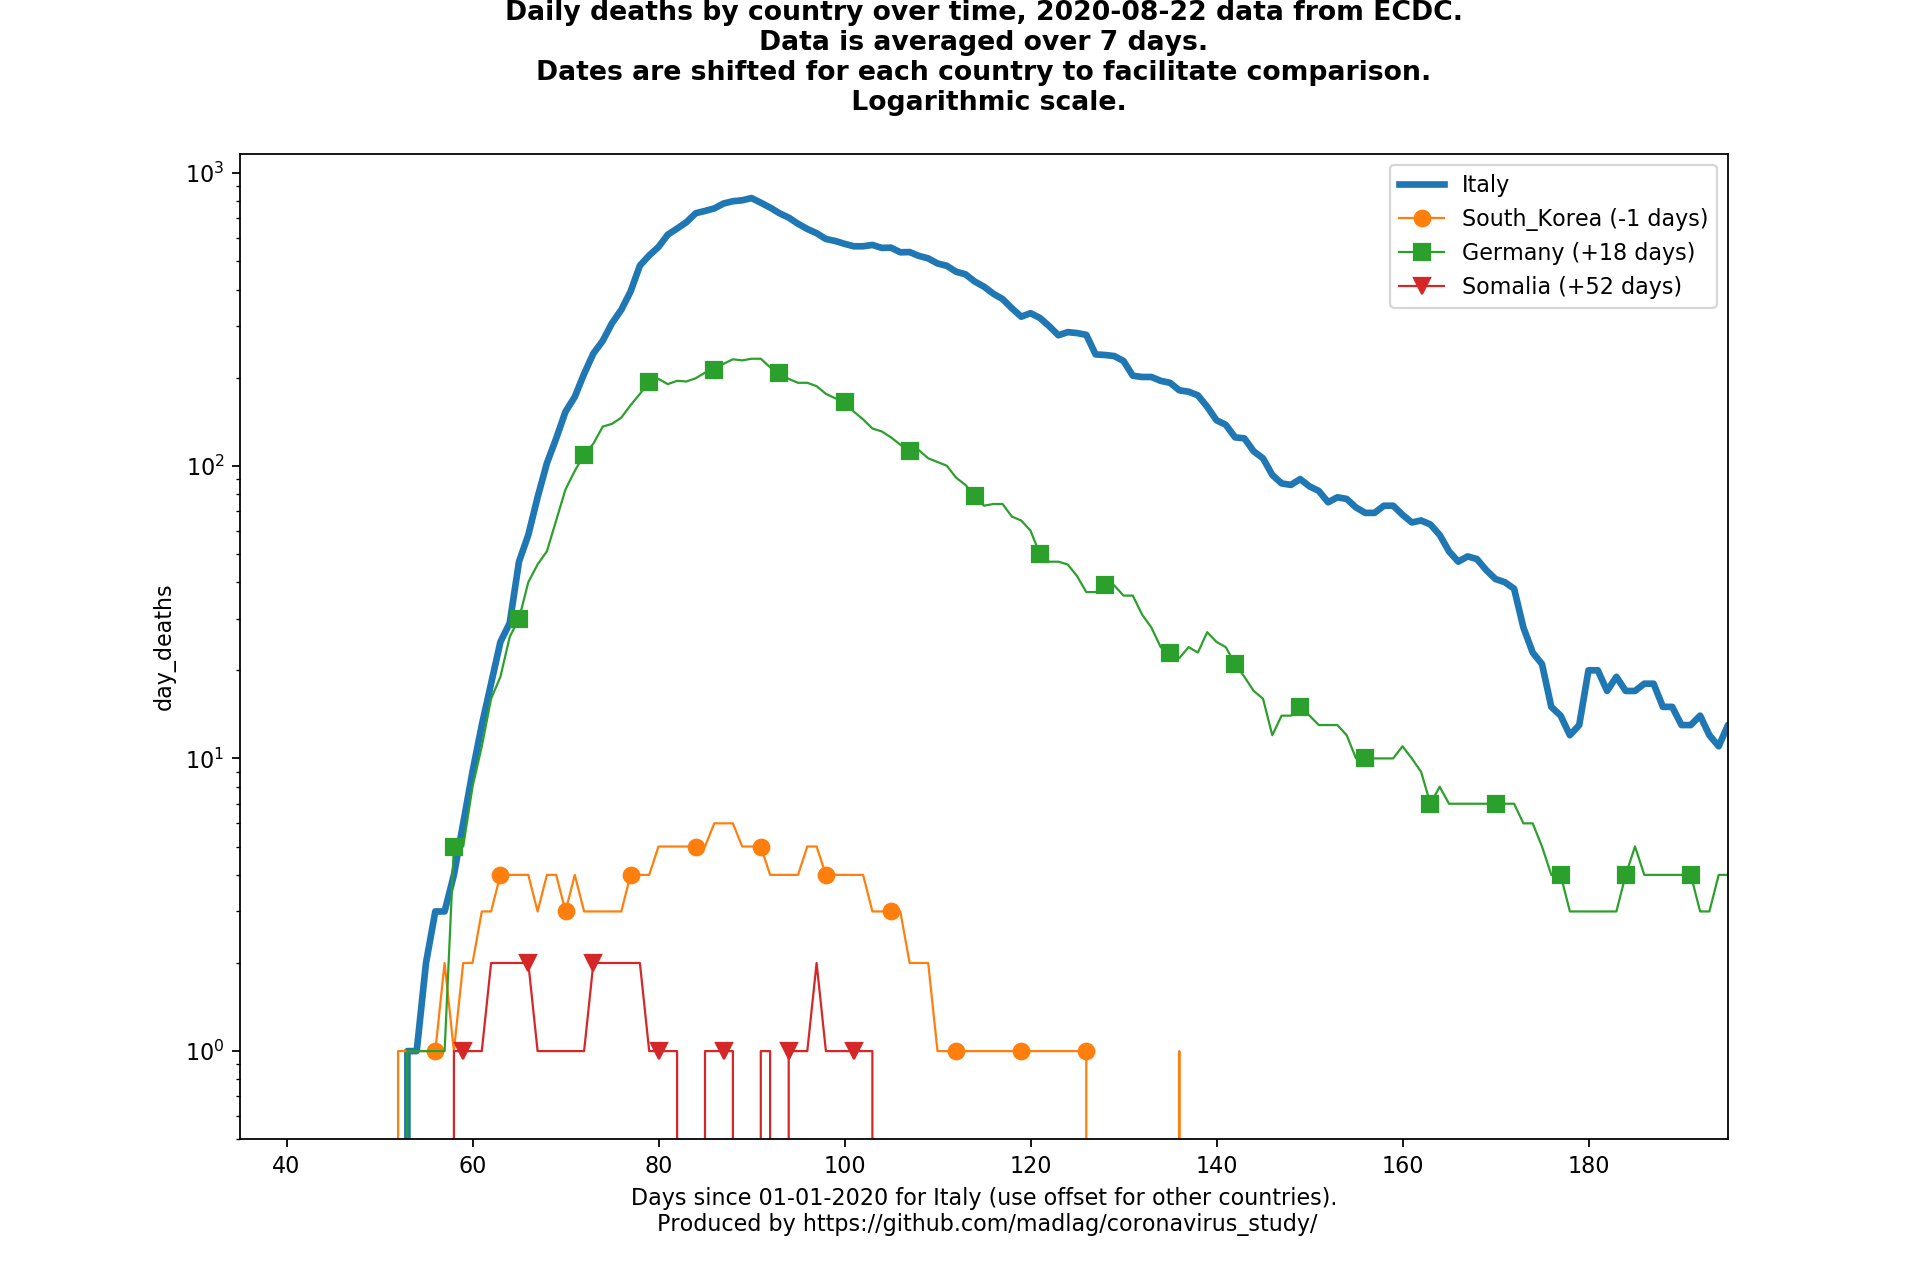 Daily deaths by country over time, 2020-08-22 data from ECDC.
Data is averaged over 7 days.
Dates are shifted for each country to facilitate comparison.
Logarithmic scale.
10³
10²
10¹
10⁰
day_deaths
Italy
South_Korea (-1 days)
Germany (+18 days)
Somalia (+52 days)
40 60 80 100 120 140 160 180
Days since 01-01-2020 for Italy (use offset for other countries).
Produced by https://github.com/madlag/coronavirus_study/